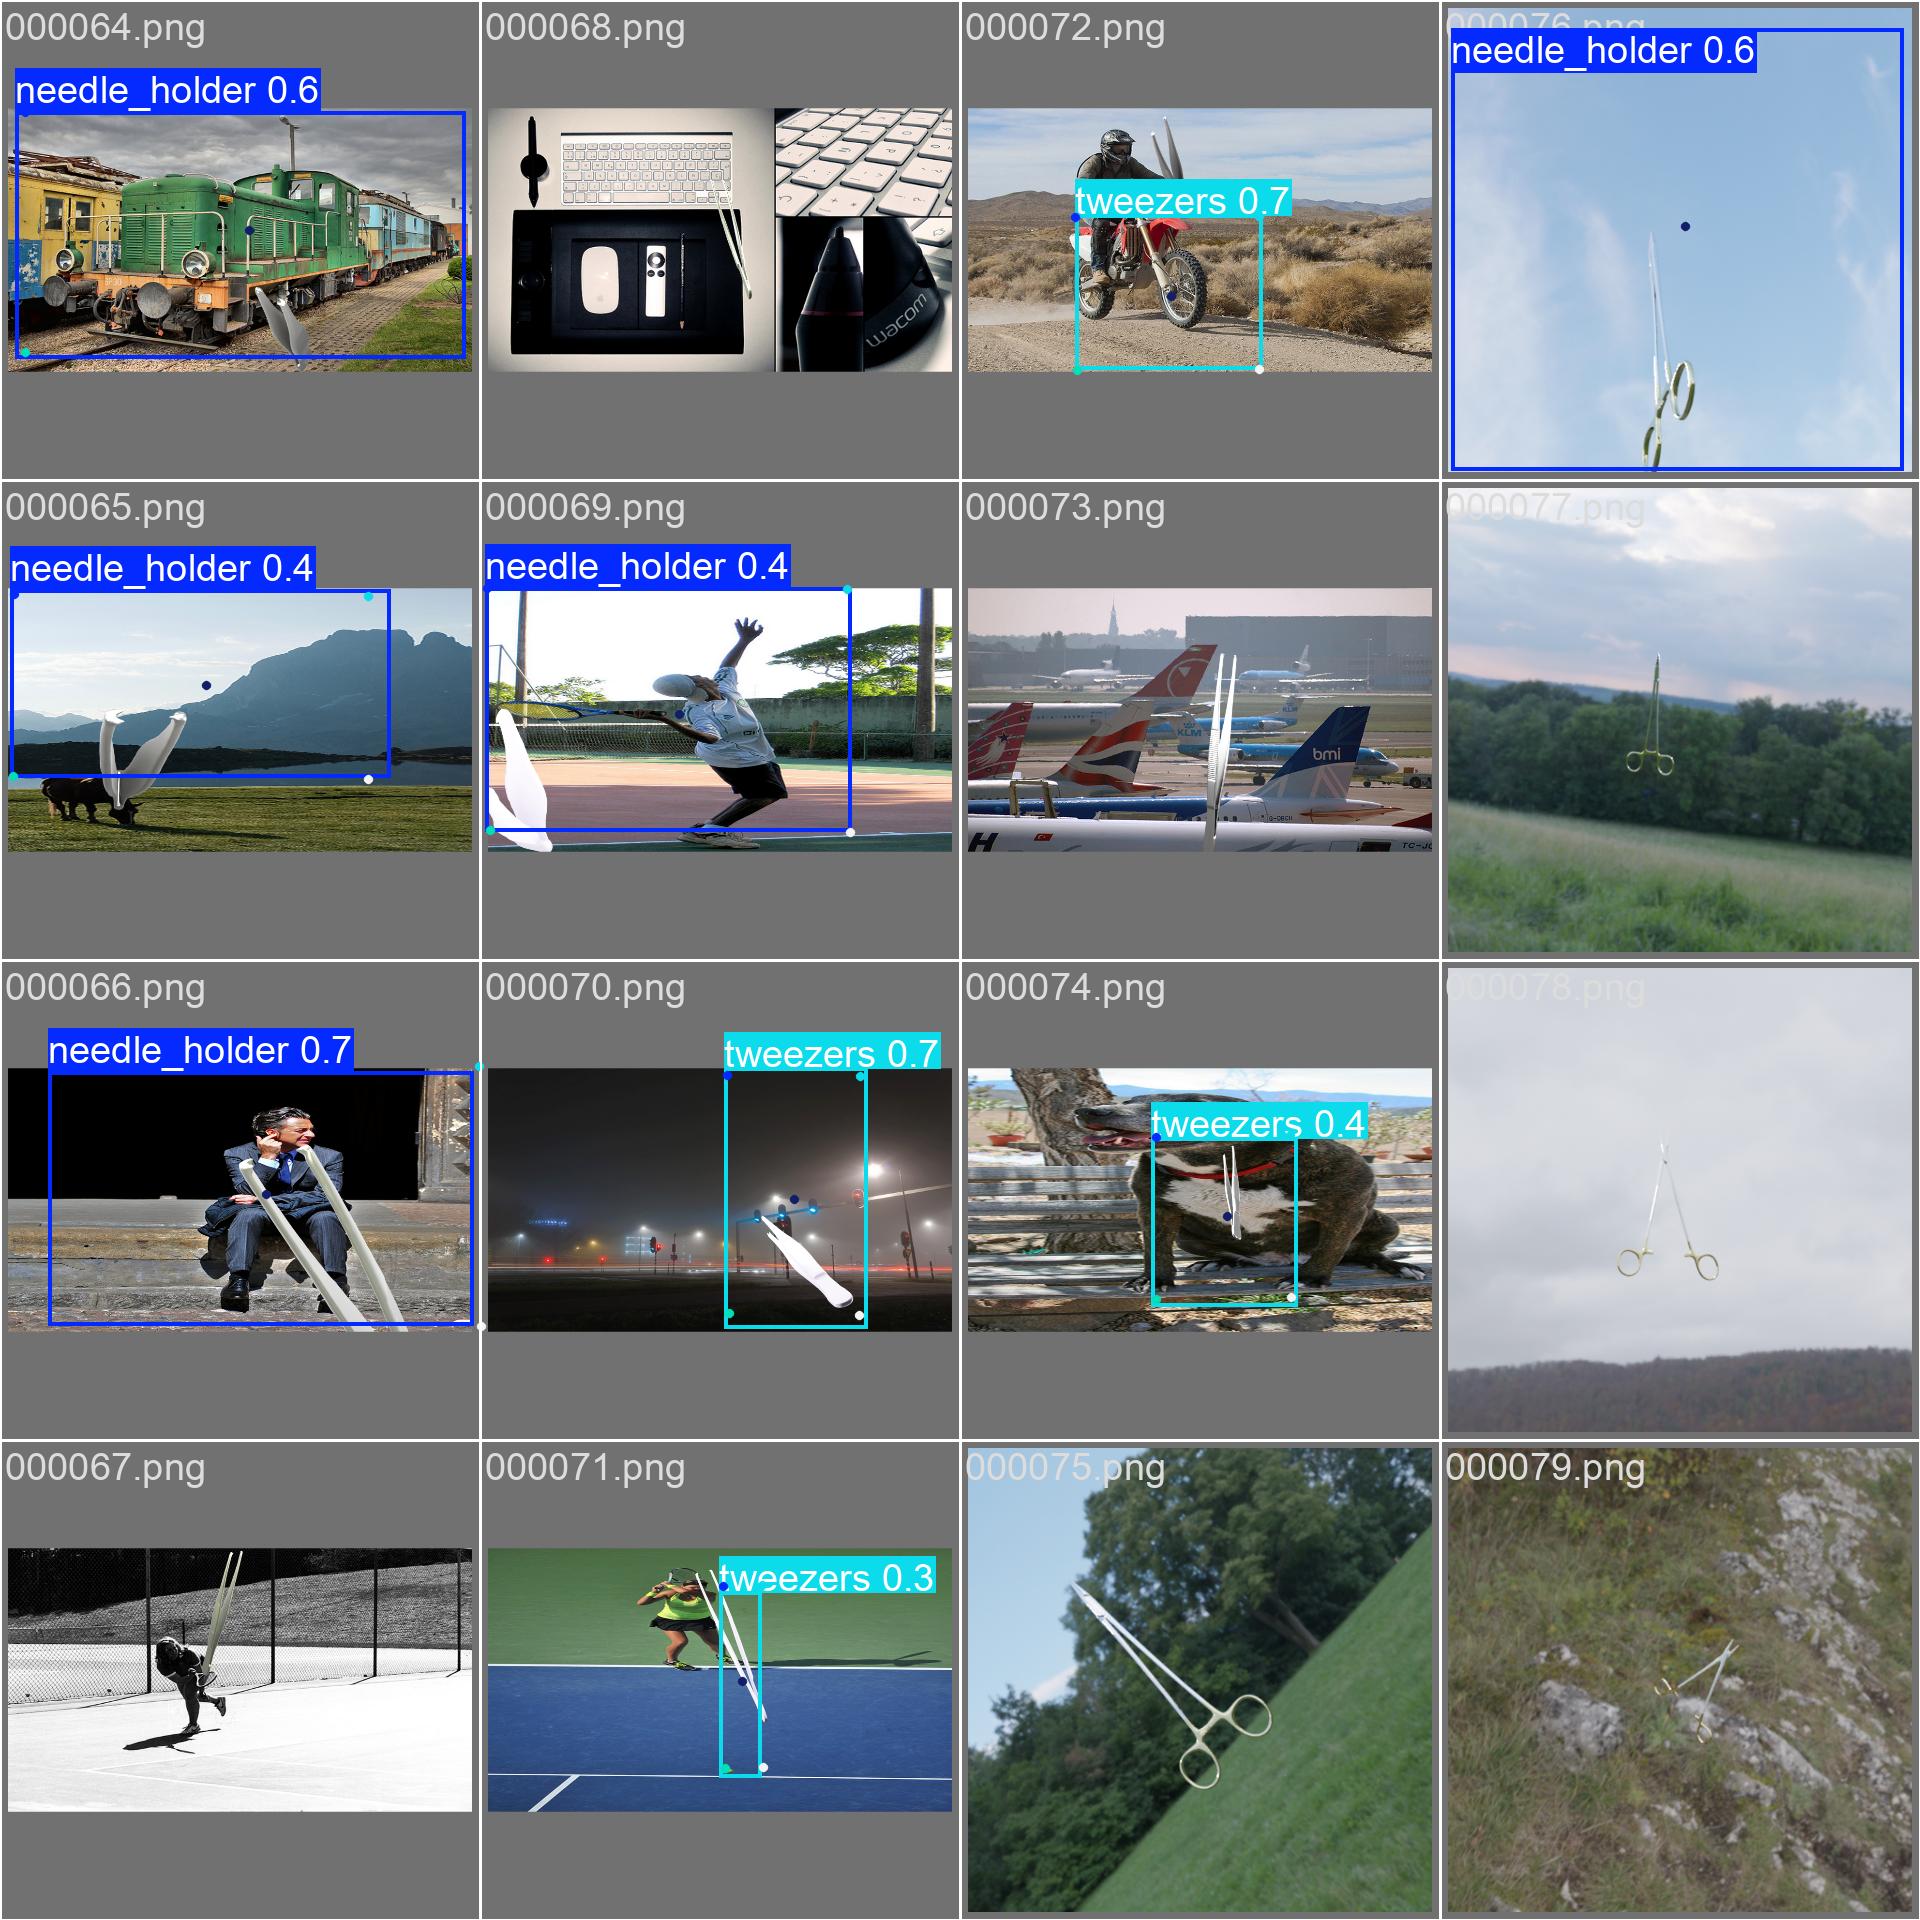 000064.png
needle_holder 0.6
000068.png
wacom
000072.png
tweezers 0.7
000076.png
needle_holder 0.6
000065.png
needle_holder 0.4
000069.png
needle_holder 0.4
000073.png
KLM
KLM
bmi
H
TC-JC
000077.png
000066.png
needle_holder 0.7
000070.png
tweezers 0.7
000074.png
tweezers 0.4
000078.png
000067.png
000071.png
tweezers 0.3
000075.png
000079.png